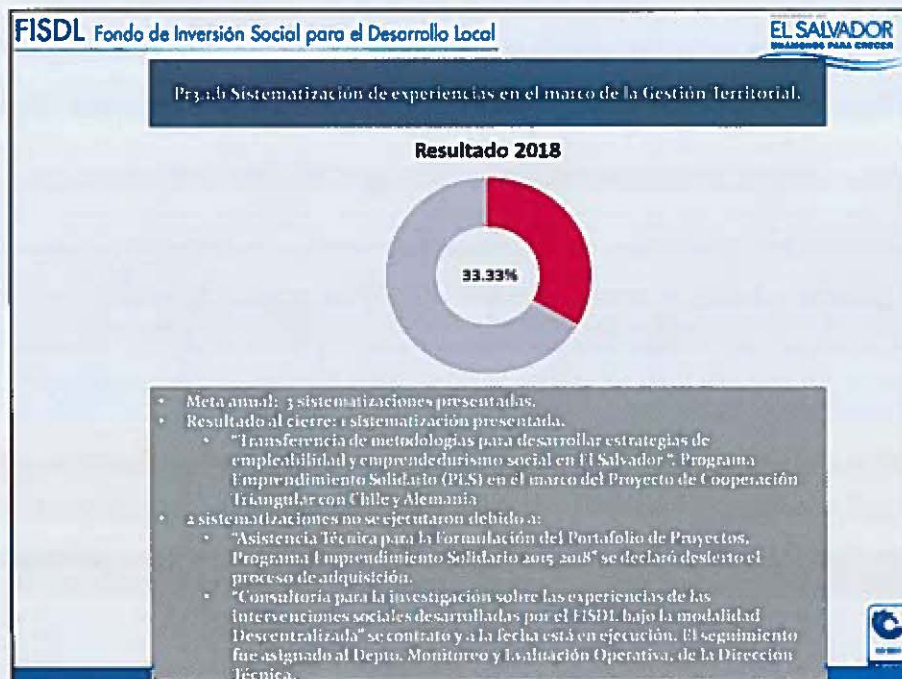 FISDL Fondo de Inversión Social para el Desarrollo Local
EL SALVADOR
UNÁMONOS PARA CRECER
Pr3.1.b Sistematización de experiencias en el marco de la Gestión Territorial.
Resultado 2018
33.33%
• Meta anual: 3 sistematizaciones presentadas.
• Resultado al cierre: 1 sistematización presentada.
• "Transferencia de metodologías para desarrollar estrategias de
empleabilidad y emprendedurismo social en El Salvador ", Programa
Emprendimiento Solidario (PES) en el marco del Proyecto de Cooperación
Triangular con Chile y Alemania
• 2 sistematizaciones no se ejecutaron debido a:
• "Asistencia Técnica para la Formulación del Portafolio de Proyectos,
Programa Emprendimiento Solidario 2015-2018" se declaró desierto el
proceso de adquisición.
• "Consultoría para la investigación sobre las experiencias de las
intervenciones sociales desarrolladas por el FISDL bajo la modalidad
Descentralizada" se contrato y a la fecha está en ejecución. El seguimiento
fue asignado al Depto. Monitoreo y Evaluación Operativa, de la Dirección
Técnica.